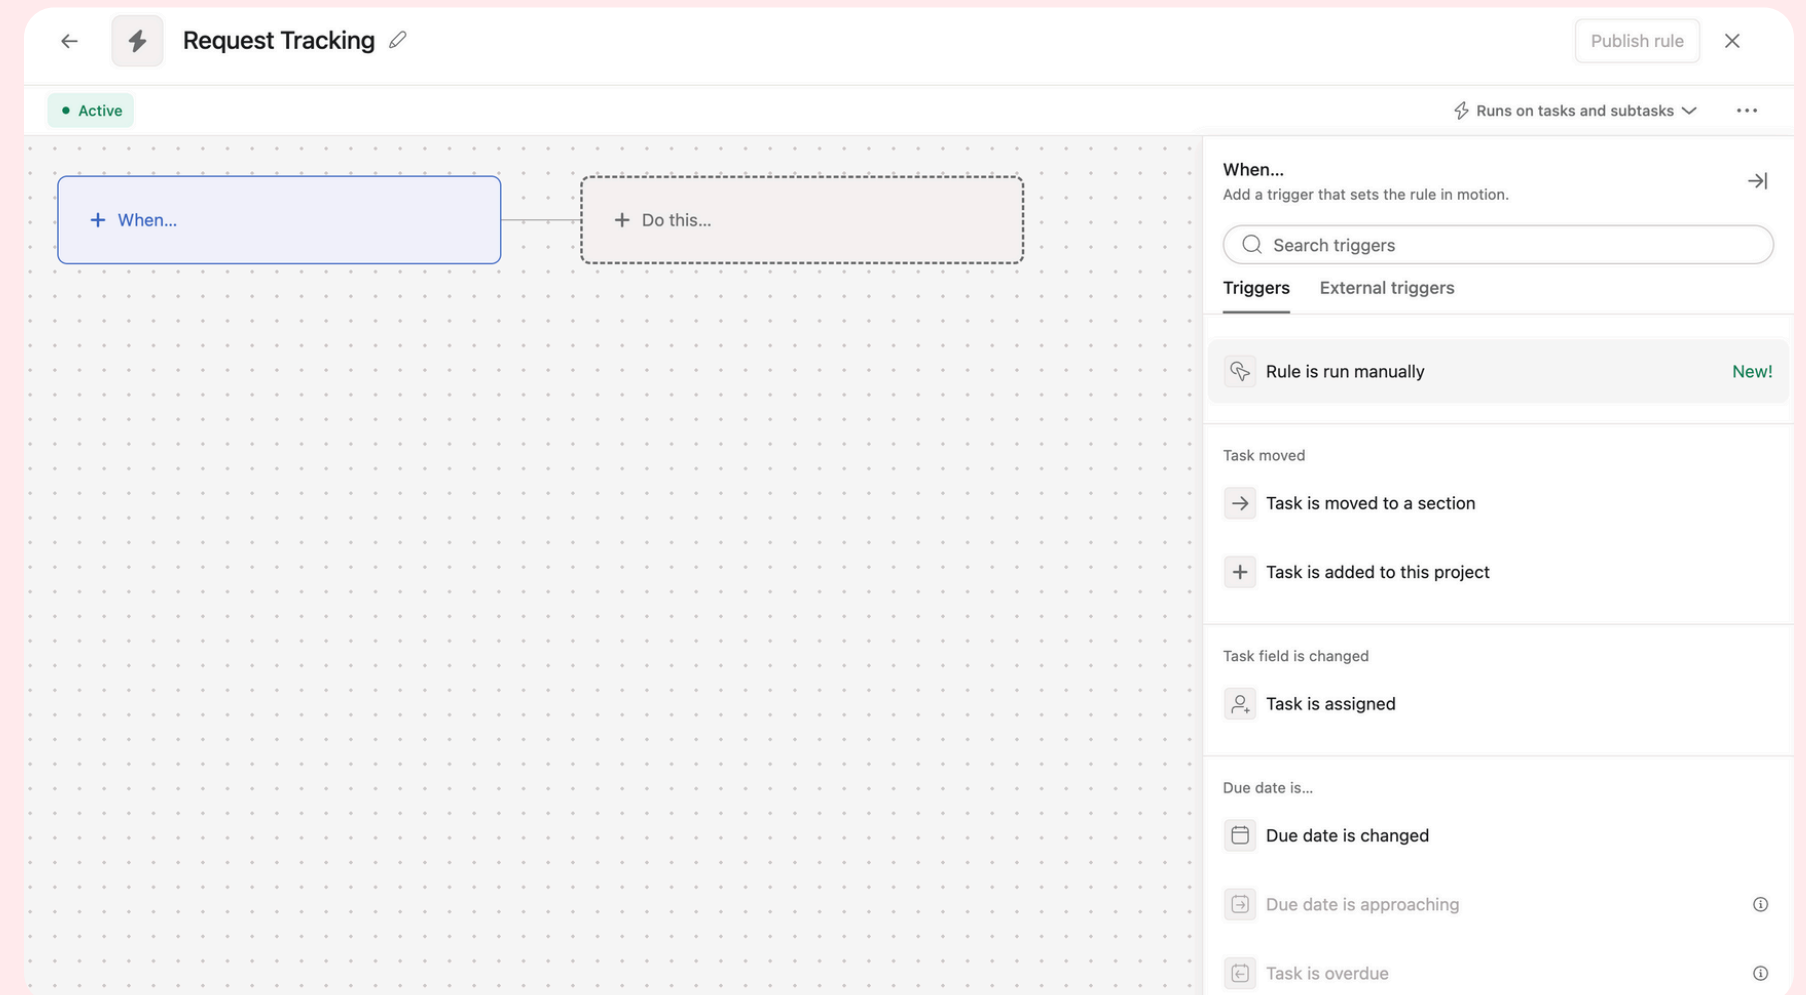 Request Tracking
Publish rule
Active
Runs on tasks and subtasks
When...
Do this...
When...
Add a trigger that sets the rule in motion.
Search triggers
Triggers External triggers
Rule is run manually New!
Task moved
Task is moved to a section
Task is added to this project
Task field is changed
Task is assigned
Due date is...
Due date is changed
Due date is approaching
Task is overdue